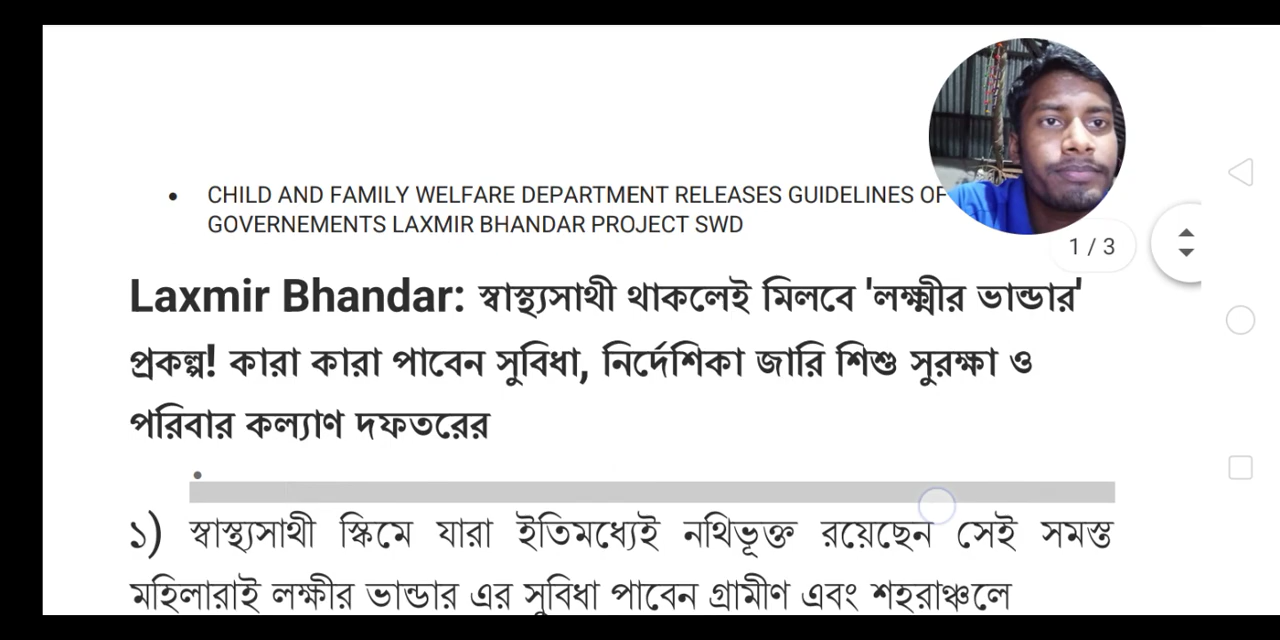 CHILD AND FAMILY WELFARE DEPARTMENT RELEASES GUIDELINES OF
GOVERNEMENTS LAXMIR BHANDAR PROJECT SWD
1 / 3
Laxmir Bhandar: স্বাস্থ্যসাথী থাকলেই মিলবে 'লক্ষ্মীর ভান্ডার'
প্রকল্প! কারা কারা পাবেন সুবিধা, নির্দেশিকা জারি শিশু সুরক্ষা ও
পরিবার কল্যাণ দফতরের
১) স্বাস্থ্যসাথী স্কিমে যারা ইতিমধ্যেই নথিভূক্ত রয়েছেন সেই সমস্ত
মহিলারাই লক্ষীর ভান্ডার এর সুবিধা পাবেন গ্রামীণ এবং শহরাঞ্চলে